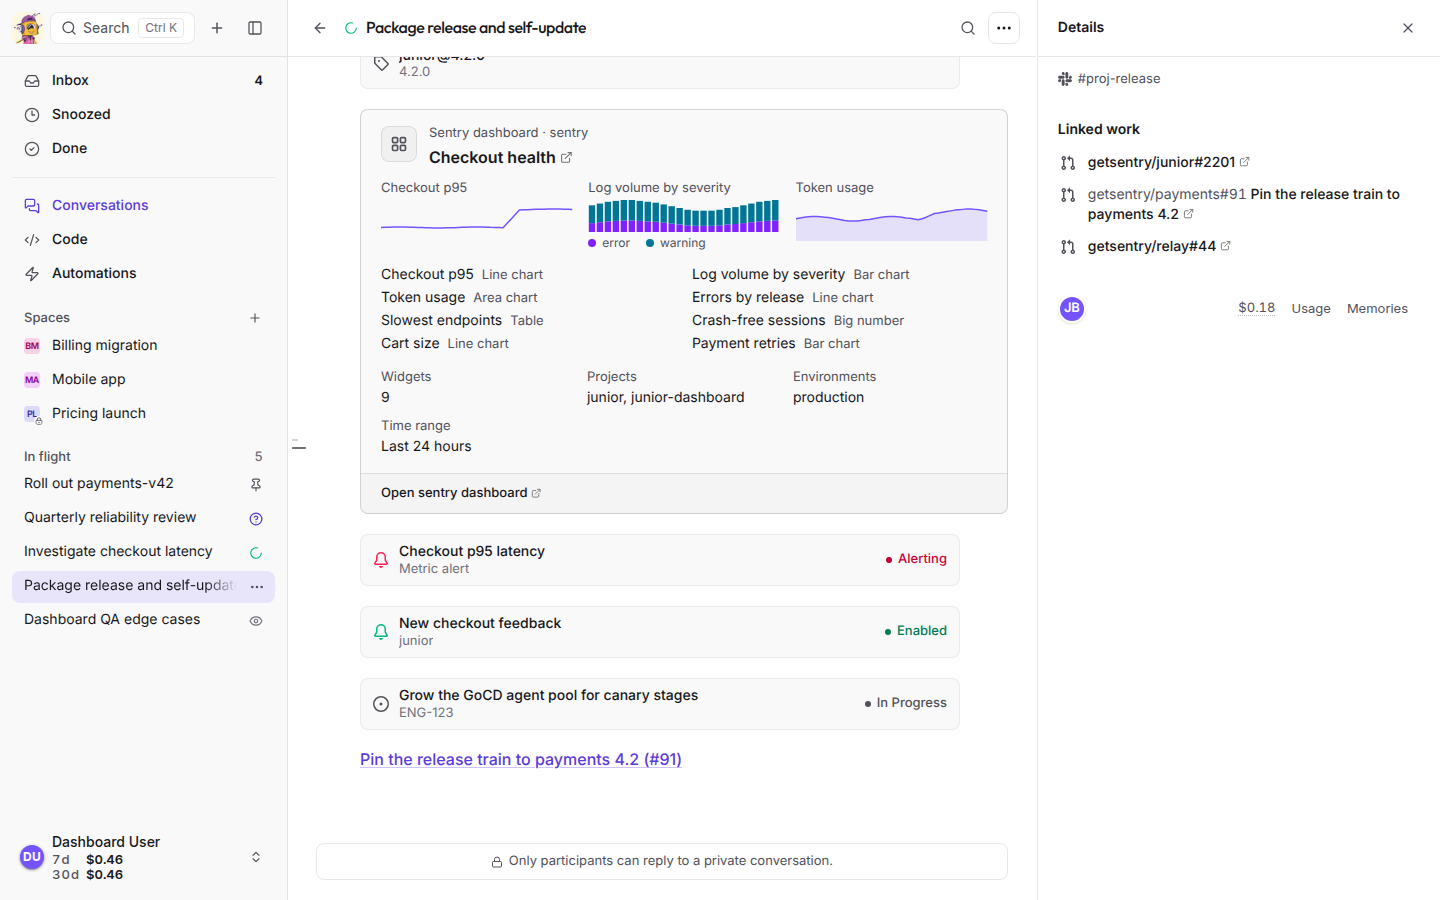 Search Ctrl K
Inbox 4
Snoozed
Done
Conversations
Code
Automations
Spaces
BM Billing migration
MA Mobile app
PL Pricing launch
In flight 5
Roll out payments-v42
Quarterly reliability review
Investigate checkout latency
Package release and self-updat
Dashboard QA edge cases
DU Dashboard User
7d $0.46
30d $0.46
Package release and self-update
junior@4.2.0
4.2.0
Sentry dashboard · sentry
Checkout health
Checkout p95
Log volume by severity
error warning
Token usage
Checkout p95 Line chart
Log volume by severity Bar chart
Token usage Area chart
Errors by release Line chart
Slowest endpoints Table
Crash-free sessions Big number
Cart size Line chart
Payment retries Bar chart
Widgets
9
Projects
junior, junior-dashboard
Environments
production
Time range
Last 24 hours
Open sentry dashboard
Checkout p95 latency
Metric alert
Alerting
New checkout feedback
junior
Enabled
Grow the GoCD agent pool for canary stages
ENG-123
In Progress
Pin the release train to payments 4.2 (#91)
Only participants can reply to a private conversation.
Details
#proj-release
Linked work
getsentry/junior#2201
getsentry/payments#91 Pin the release train to
payments 4.2
getsentry/relay#44
JB $0.18 Usage Memories